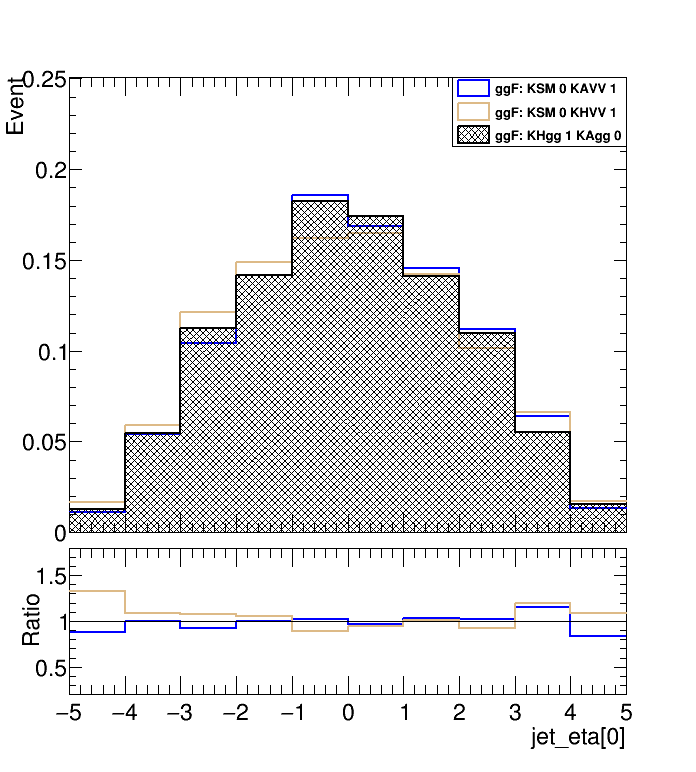 Event
0.25
0.2
0.15
0.1
0.05
0
ggF: KSM 0 KAVV 1
ggF: KSM 0 KHVV 1
ggF: KHgg 1 KAgg 0
Ratio
1.5
1
0.5
−5 −4 −3 −2 −1 0 1 2 3 4 5
jet_eta[0]